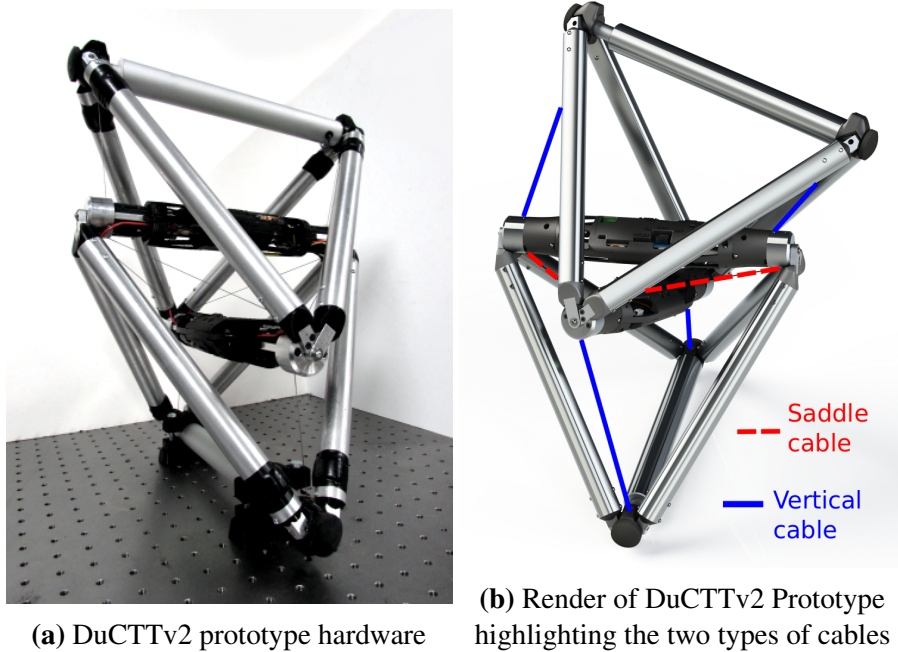 Saddle
cable
Vertical
cable
(a) DuCTTv2 prototype hardware
(b) Render of DuCTTv2 Prototype
highlighting the two types of cables